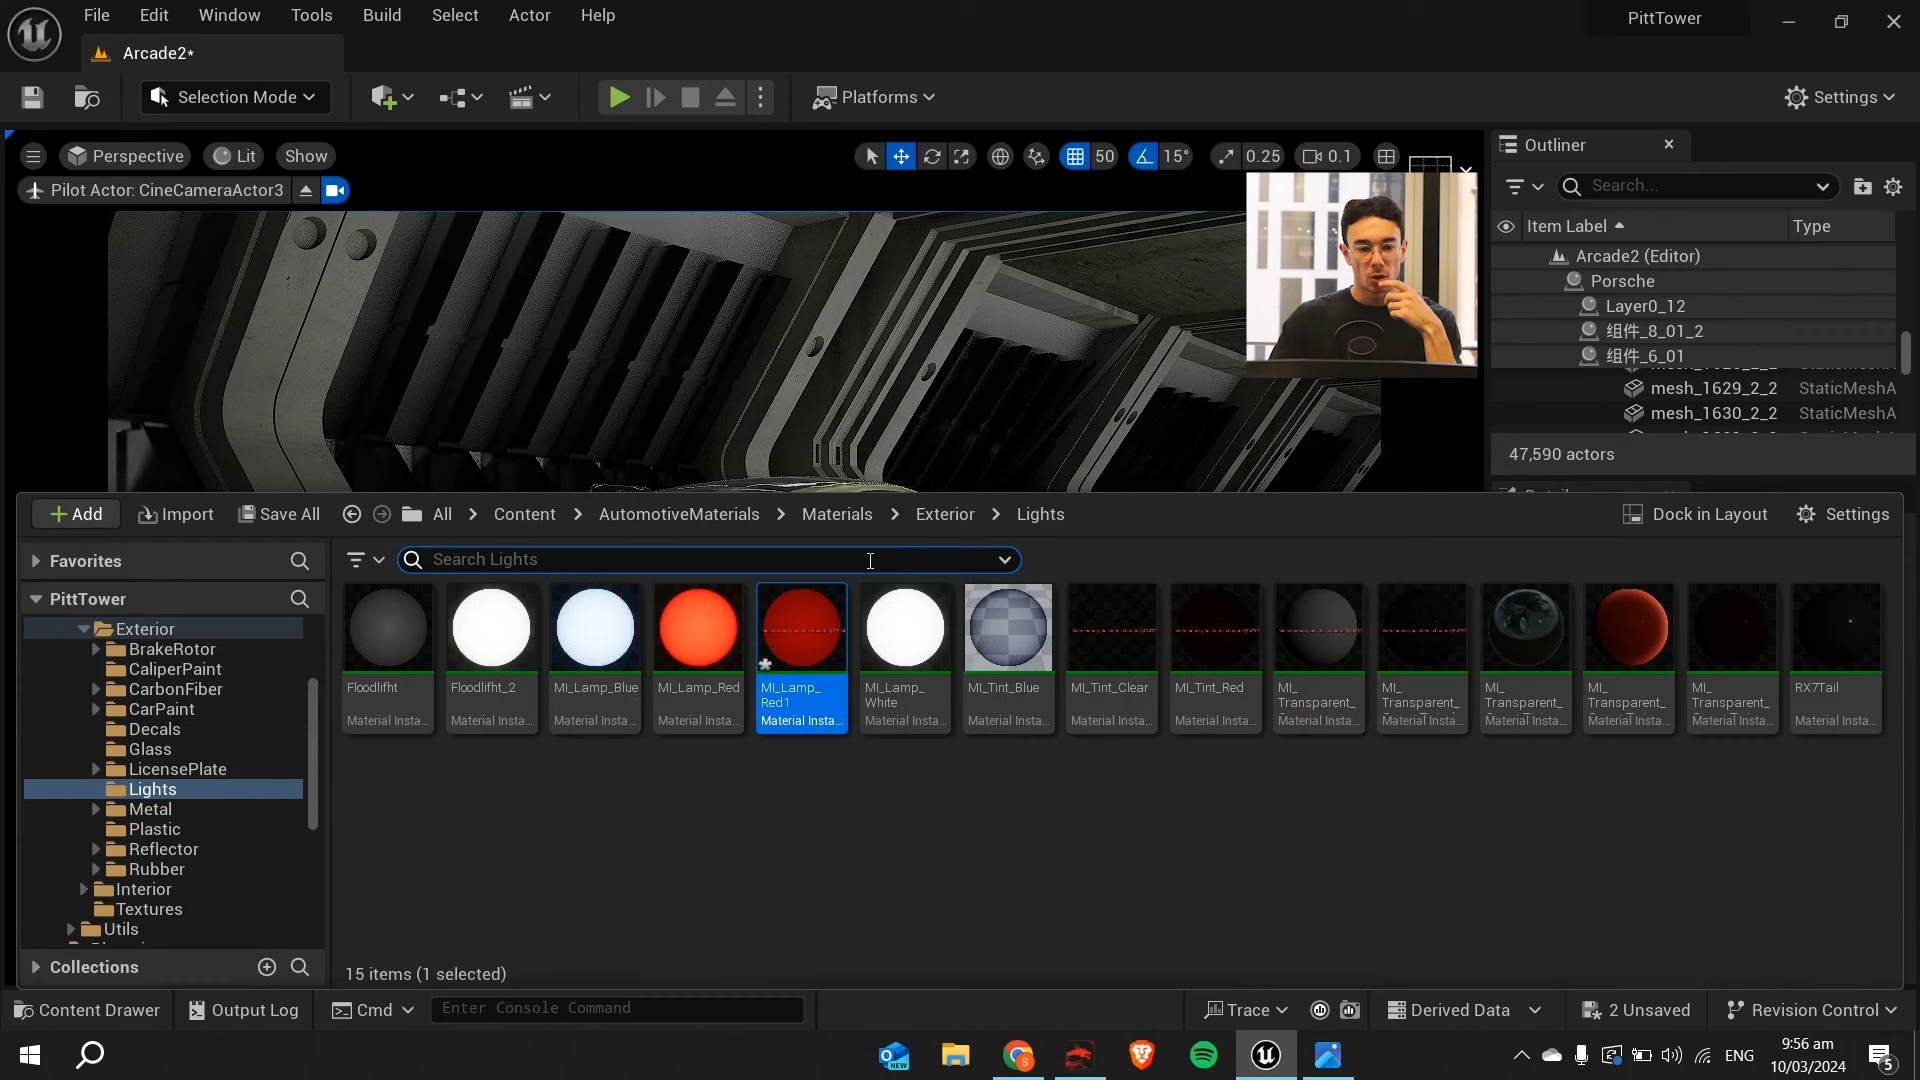 File Edit Window Tools Build Select Actor Help
PittTower
Arcade2*
Selection Mode
Platforms
Settings
Perspective Lit Show
50 15° 0.25 0.1
Pilot Actor: CineCameraActor3
Outliner
Search...
Item Label Type
Arcade2 (Editor)
Porsche
Layer0_12
组件_8_01_2
组件_6_01
mesh_1629_2_2 StaticMeshA
mesh_1630_2_2 StaticMeshA
47,590 actors
Add Import Save All All > Content > AutomotiveMaterials > Materials > Exterior > Lights
Dock in Layout Settings
Favorites
Search Lights
PittTower
Exterior
BrakeRotor
CaliperPaint
CarbonFiber
CarPaint
Decals
Glass
LicensePlate
Lights
Metal
Plastic
Reflector
Rubber
Interior
Textures
Utils
Collections
Floodlifht
Material Insta...
Floodlifht_2
Material Insta...
MI_Lamp_Blue
Material Insta...
MI_Lamp_Red
Material Insta...
MI_Lamp_
Red1
Material Insta...
MI_Lamp_
White
Material Insta...
MI_Tint_Blue
Material Insta...
MI_Tint_Clear
Material Insta...
MI_Tint_Red
Material Insta...
MI_
Transparent_
Material Insta...
MI_
Transparent_
Material Insta...
MI_
Transparent_
Material Insta...
MI_
Transparent_
Material Insta...
MI_
Transparent_
Material Insta...
RX7Tail
Material Insta...
15 items (1 selected)
Content Drawer Output Log Cmd Enter Console Command
Trace Derived Data 2 Unsaved Revision Control
NEW
ENG
9:56 am
10/03/2024
5